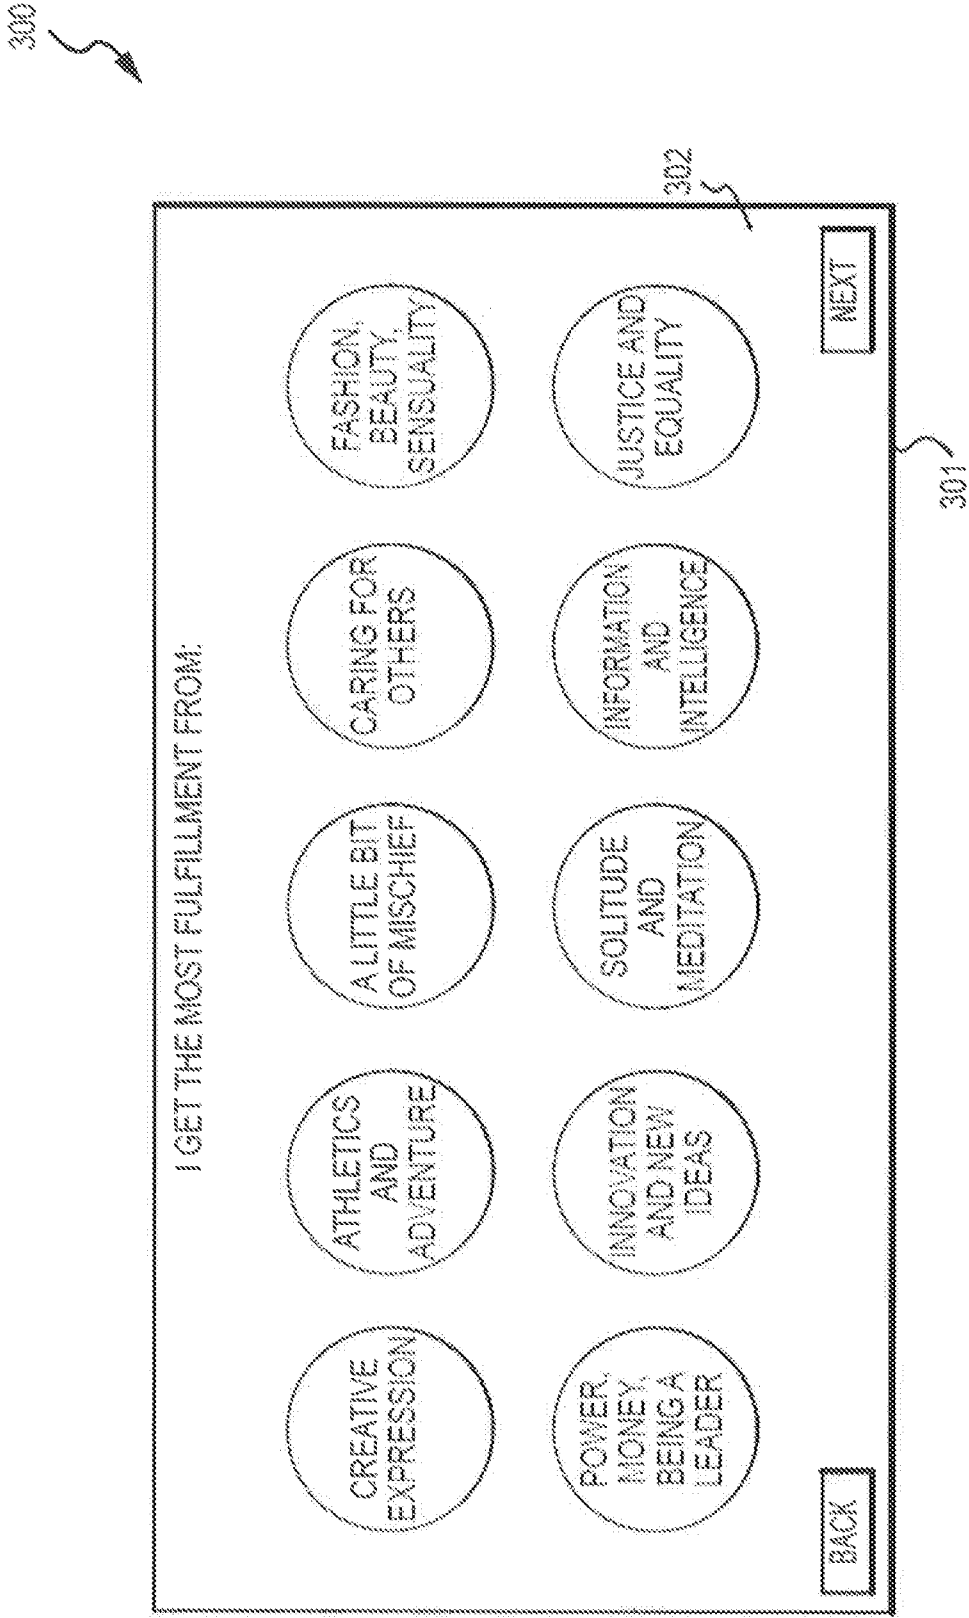 300
302
I GET THE MOST FULFILLMENT FROM:
CREATIVE
EXPRESSION
ATHLETICS
AND
ADVENTURE
A LITTLE BIT
OF MISCHIEF
CARING FOR
OTHERS
FASHION,
BEAUTY,
SENSUALITY
POWER,
MONEY,
BEING A
LEADER
INNOVATION
AND NEW
IDEAS
SOLITUDE
AND
MEDITATION
INFORMATION
AND
INTELLIGENCE
JUSTICE AND
EQUALITY
BACK
NEXT
301